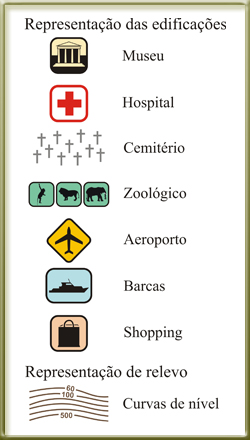 Representação das edificações
Museu
Hospital
Cemitério
Zoológico
Aeroporto
Barcas
Shopping
Representação de relevo
60
100
500
Curvas de nível